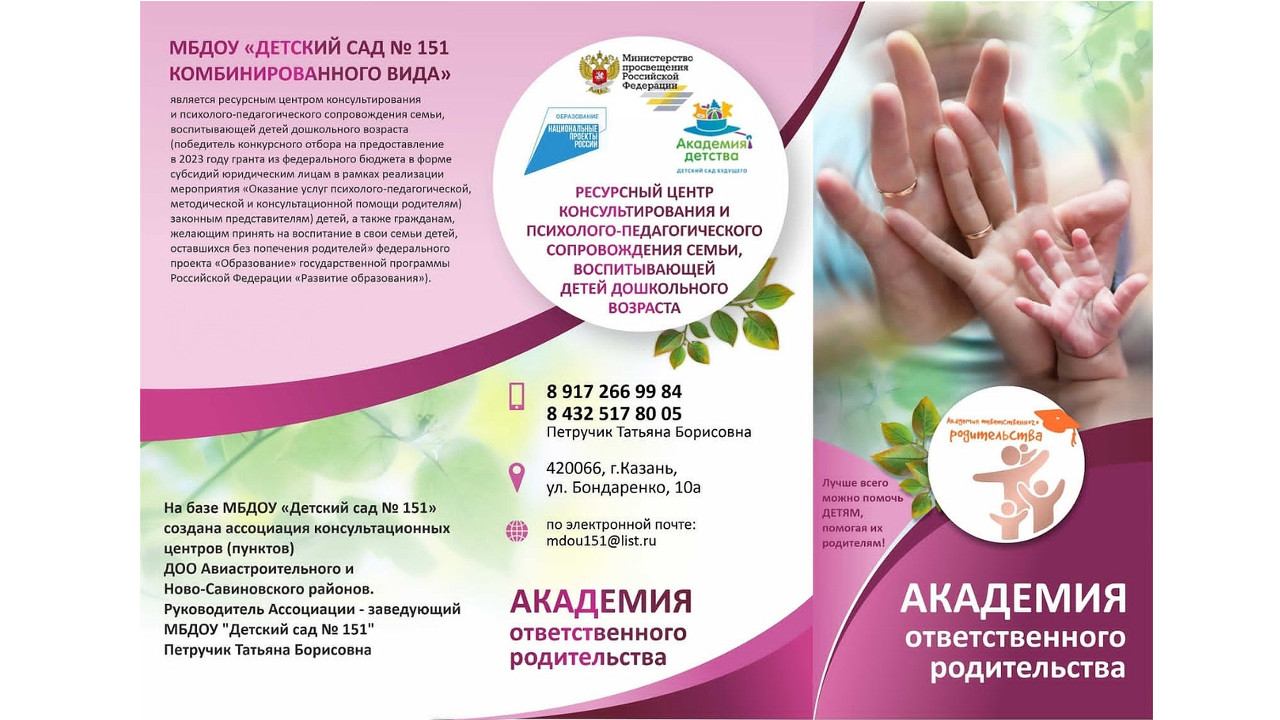 МБДОУ «ДЕТСКИЙ САД № 151
КОМБИНИРОВАННОГО ВИДА»
является ресурсным центром консультирования
и психолого-педагогического сопровождения семьи,
воспитывающей детей дошкольного возраста
(победитель конкурсного отбора на предоставление
в 2023 году гранта из федерального бюджета в форме
субсидий юридическим лицам в рамках реализации
мероприятия «Оказание услуг психолого-педагогической,
методической и консультационной помощи родителям)
законным представителям) детей, а также гражданам,
желающим принять на воспитание в свои семьи детей,
оставшихся без попечения родителей» федерального
проекта «Образование» государственной программы
Российской Федерации «Развитие образования»).
На базе МБДОУ «Детский сад № 151»
создана ассоциация консультационных
центров (пунктов)
ДОО Авиастроительного и
Ново-Савиновского районов.
Руководитель Ассоциации - заведующий
МБДОУ "Детский сад № 151"
Петручик Татьяна Борисовна
Министерство
просвещения
Российской
Федерации
ОБРАЗОВАНИЕ
НАЦИОНАЛЬНЫЕ
ПРОЕКТЫ
РОССИИ
Академия
детства
ДЕТСКИЙ САД БУДУЩЕГО
РЕСУРСНЫЙ ЦЕНТР
КОНСУЛЬТИРОВАНИЯ И
ПСИХОЛОГО-ПЕДАГОГИЧЕСКОГО
СОПРОВОЖДЕНИЯ СЕМЬИ,
ВОСПИТЫВАЮЩЕЙ
ДЕТЕЙ ДОШКОЛЬНОГО
ВОЗРАСТА
8 917 266 99 84
8 432 517 80 05
Петручик Татьяна Борисовна
420066, г.Казань,
ул. Бондаренко, 10а
по электронной почте:
mdou151@list.ru
АКАДЕМИЯ
ответственного
родительства
Академия ответственного
родительства
Лучше всего
можно помочь
ДЕТЯМ,
помогая их
родителям!
АКАДЕМИЯ
ответственного
родительства